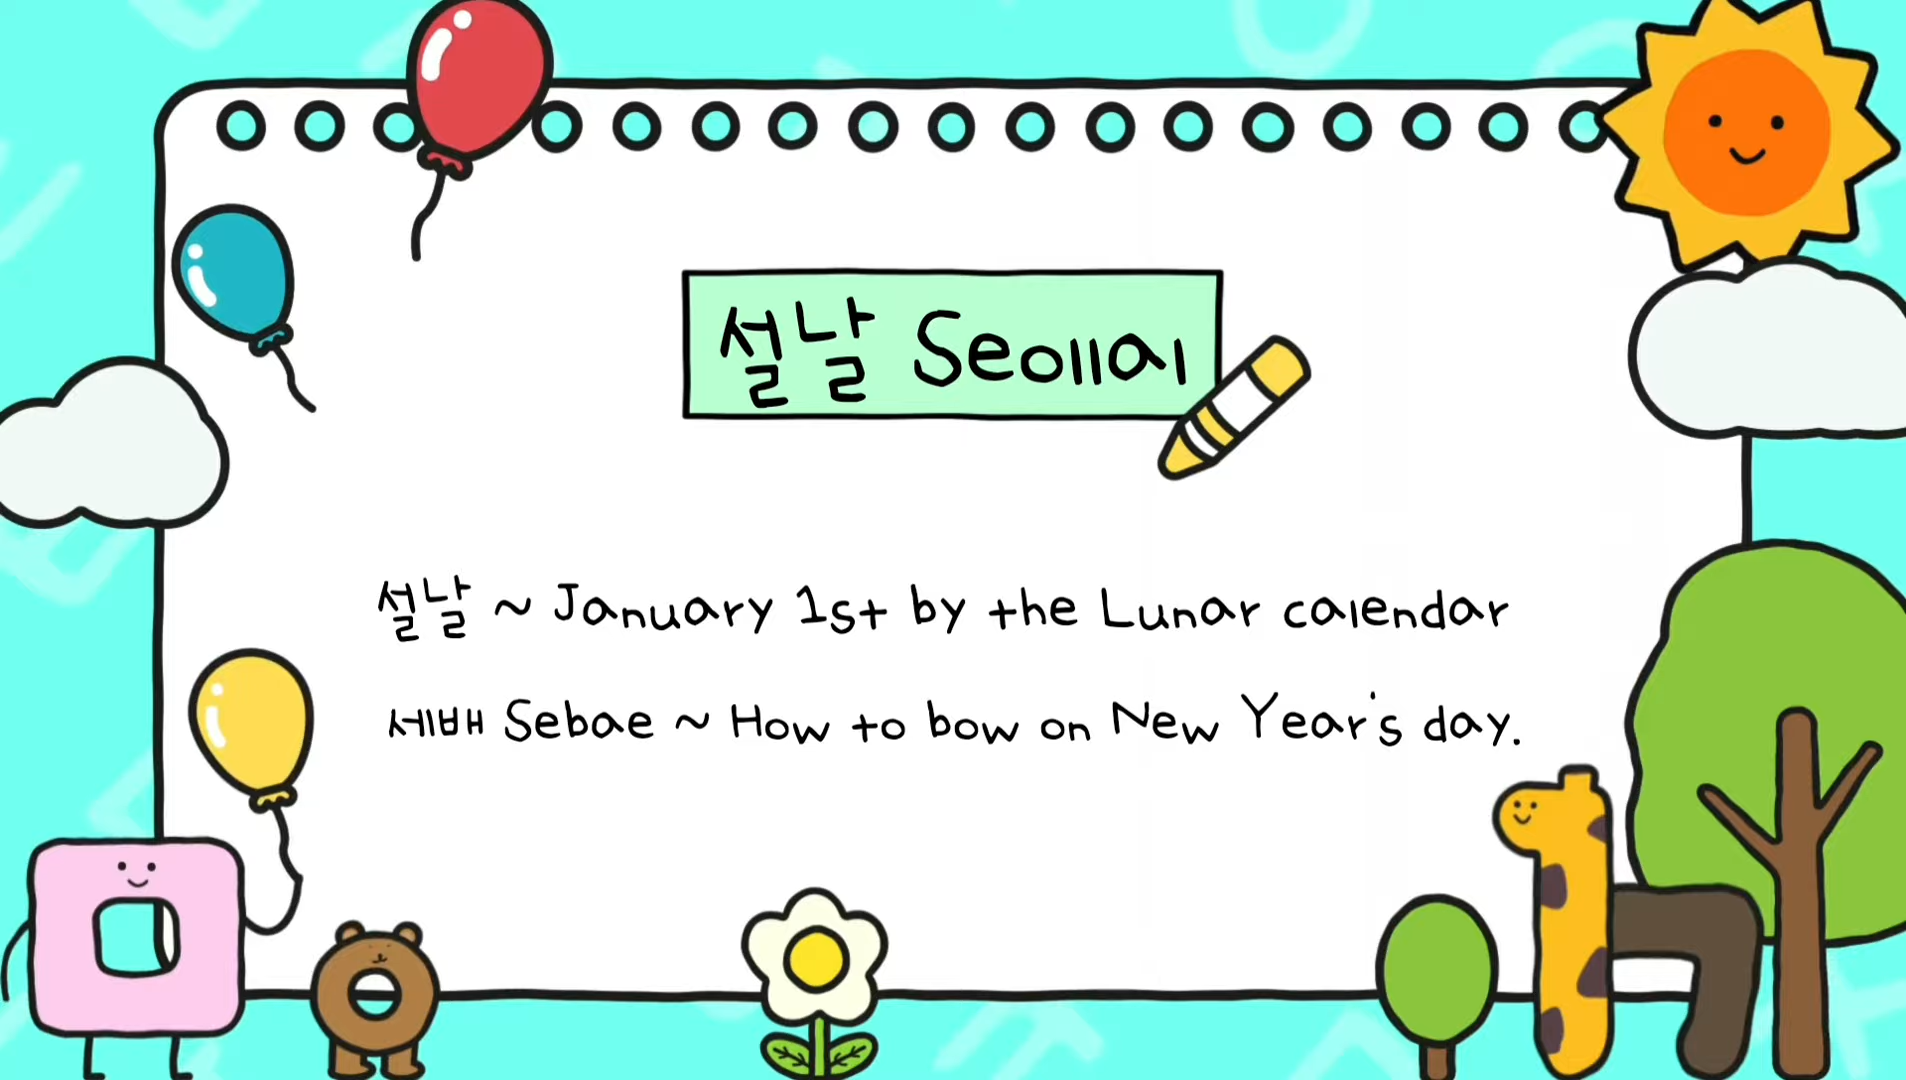 설날 Seollal
설날 ~ January 1st by the Lunar calendar
세배 Sebae ~ How to bow on New Year's day.